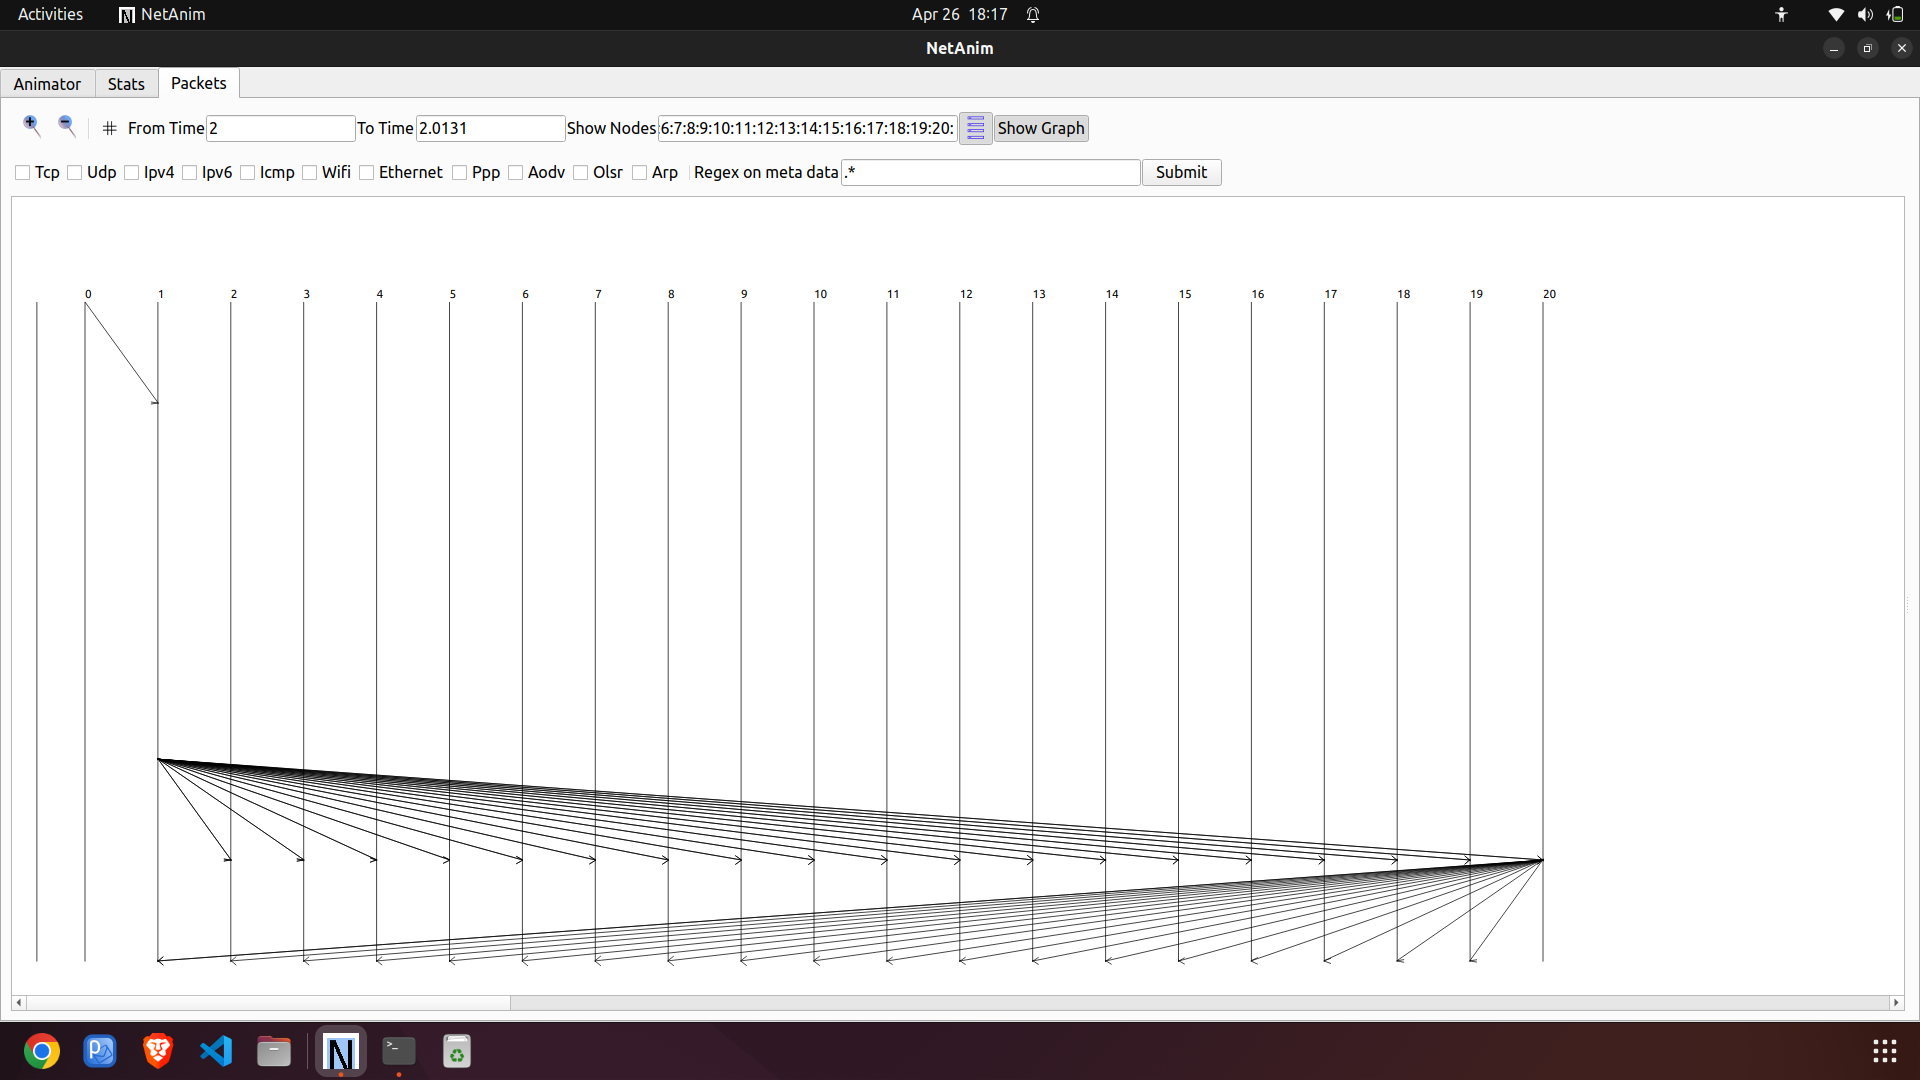 Activities NetAnim Apr 26 18:17
NetAnim
Animator Stats Packets
From Time 2 To Time 2.0131 Show Nodes :6:7:8:9:10:11:12:13:14:15:16:17:18:19:20: Show Graph
Tcp Udp Ipv4 Ipv6 Icmp Wifi Ethernet Ppp Aodv Olsr Arp Regex on meta data .* Submit
0 1 2 3 4 5 6 7 8 9 10 11 12 13 14 15 16 17 18 19 20